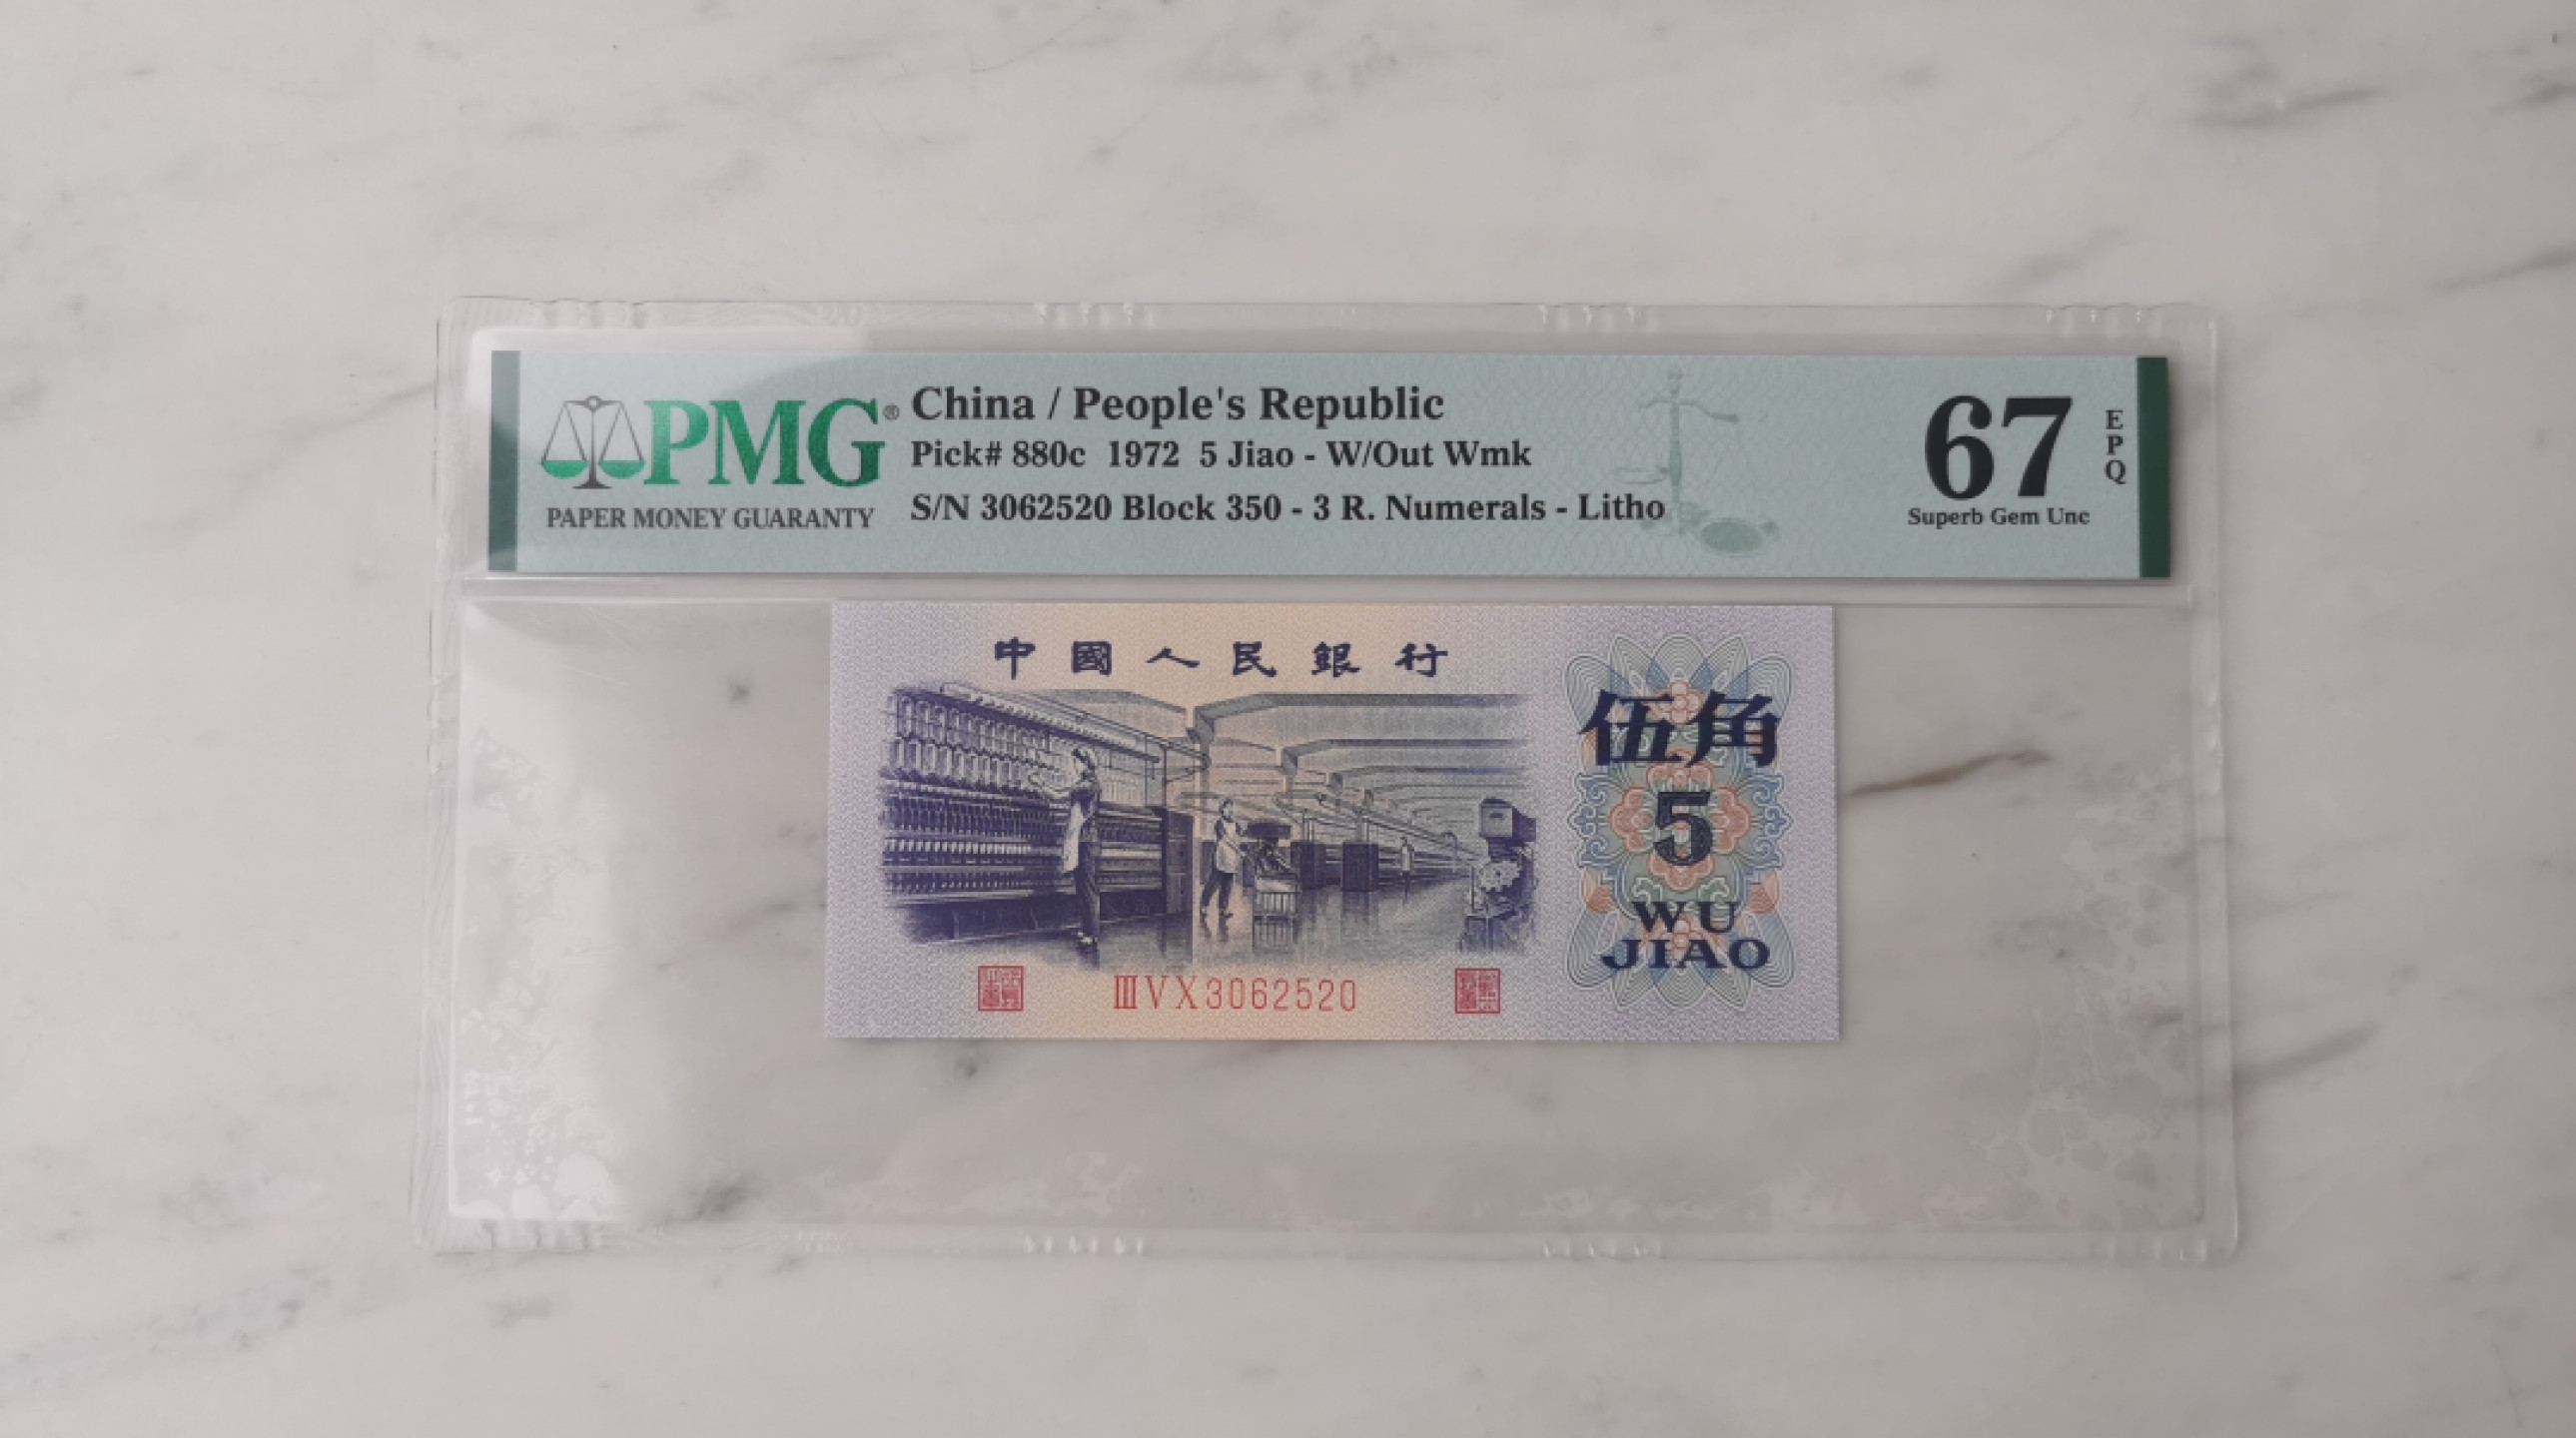 PMG®
PAPER MONEY GUARANTY
China / People's Republic
Pick# 880c 1972 5 Jiao - W/Out Wmk
S/N 3062520 Block 350 - 3 R. Numerals - Litho
67
EPQ
Superb Gem Unc
中國人民銀行
伍角
5
WU
JIAO
ⅢⅤⅩ3062520